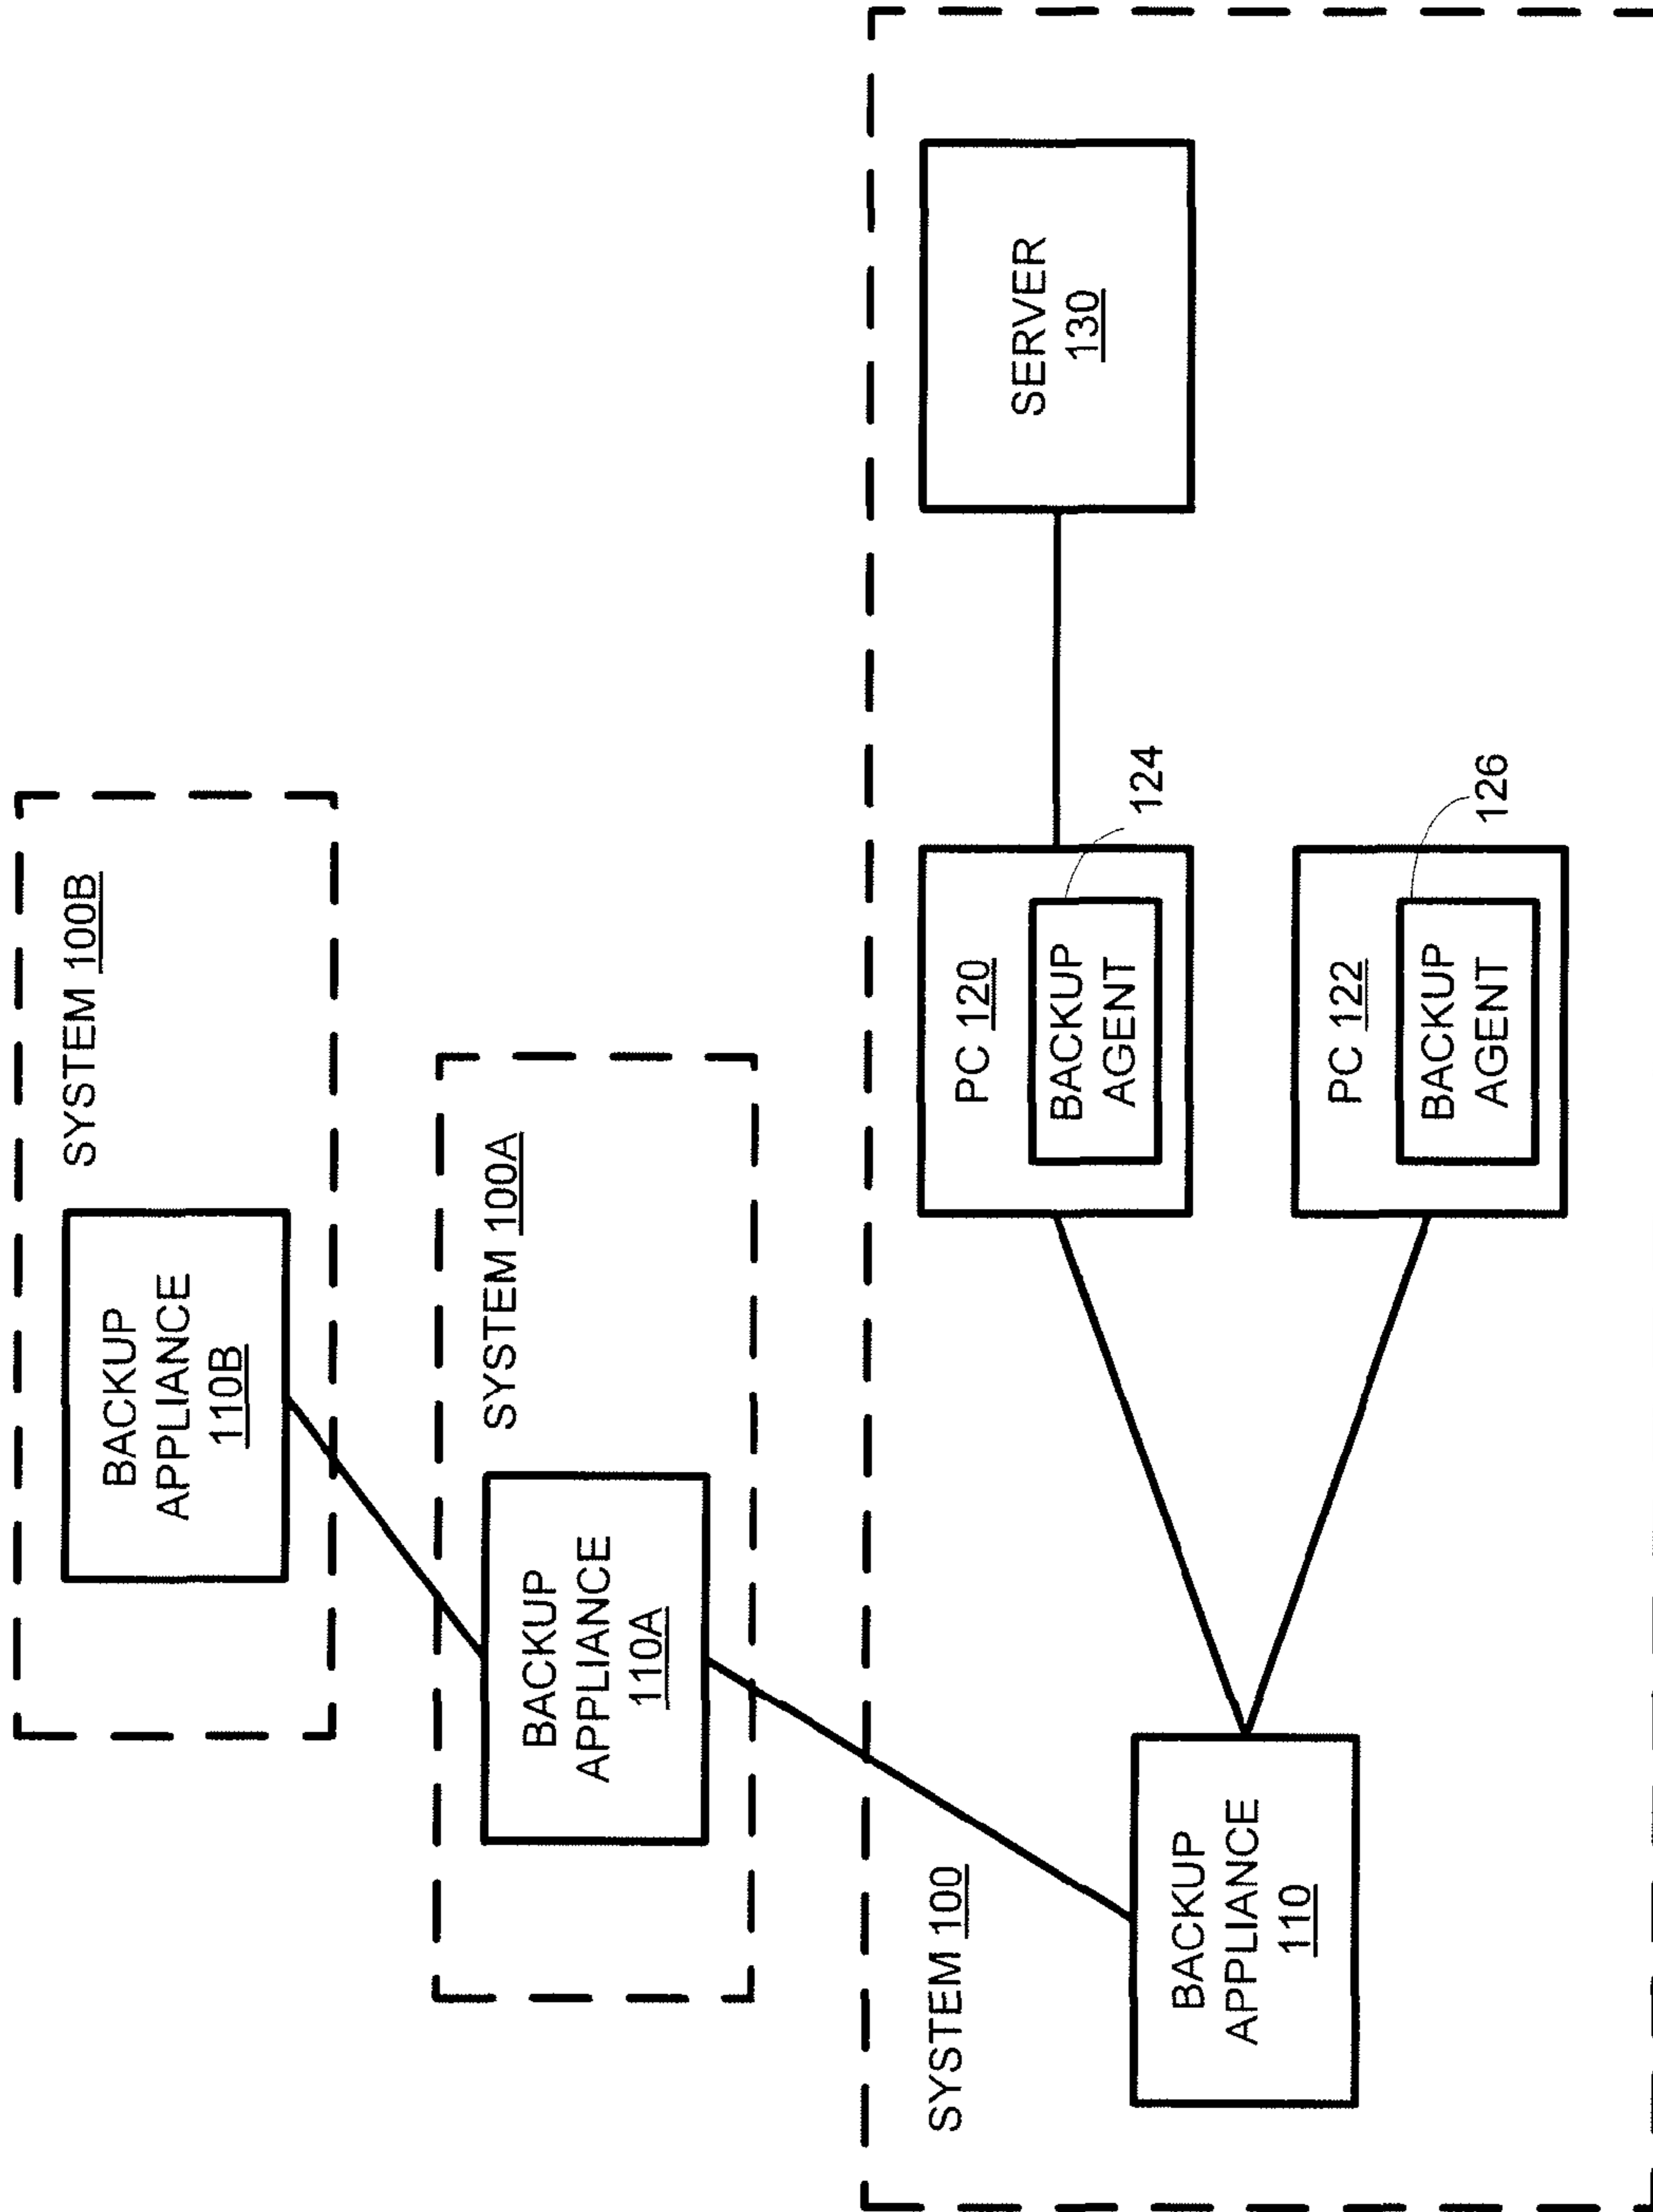 SYSTEM 100B
BACKUP
APPLIANCE
110B
SYSTEM 100A
BACKUP
APPLIANCE
110A
SYSTEM 100
BACKUP
APPLIANCE
110
PC 120
BACKUP
AGENT
124
PC 122
BACKUP
AGENT
126
SERVER
130